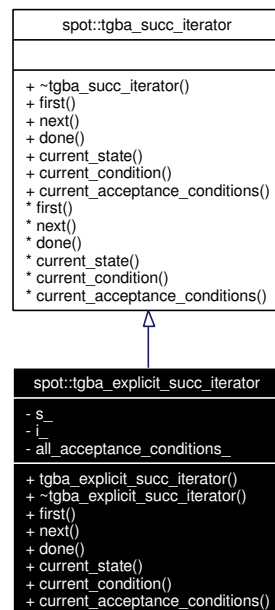 spot::tgba_succ_iterator
+ ~tgba_succ_iterator()
+ first()
+ next()
+ done()
+ current_state()
+ current_condition()
+ current_acceptance_conditions()
* first()
* next()
* done()
* current_state()
* current_condition()
* current_acceptance_conditions()
spot::tgba_explicit_succ_iterator
- s_
- i_
- all_acceptance_conditions_
+ tgba_explicit_succ_iterator()
+ ~tgba_explicit_succ_iterator()
+ first()
+ next()
+ done()
+ current_state()
+ current_condition()
+ current_acceptance_conditions()